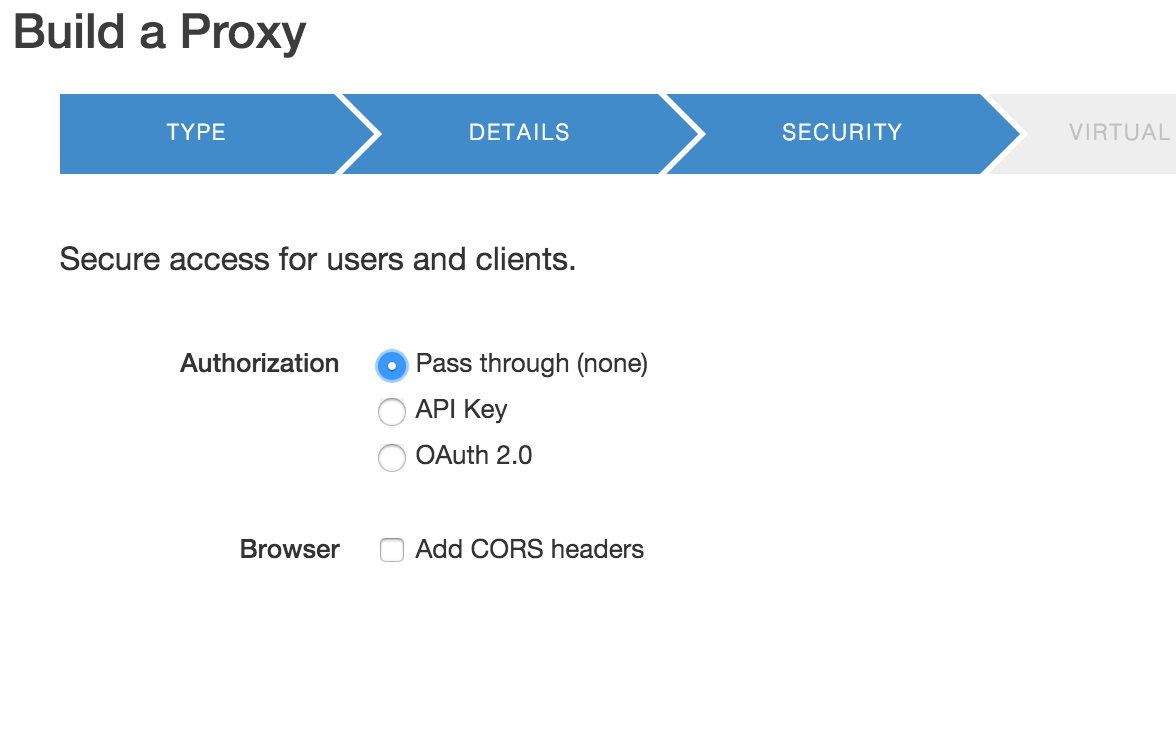 Build a Proxy
TYPE DETAILS SECURITY VIRTUAL
Secure access for users and clients.
Authorization Pass through (none)
API Key
OAuth 2.0
Browser Add CORS headers